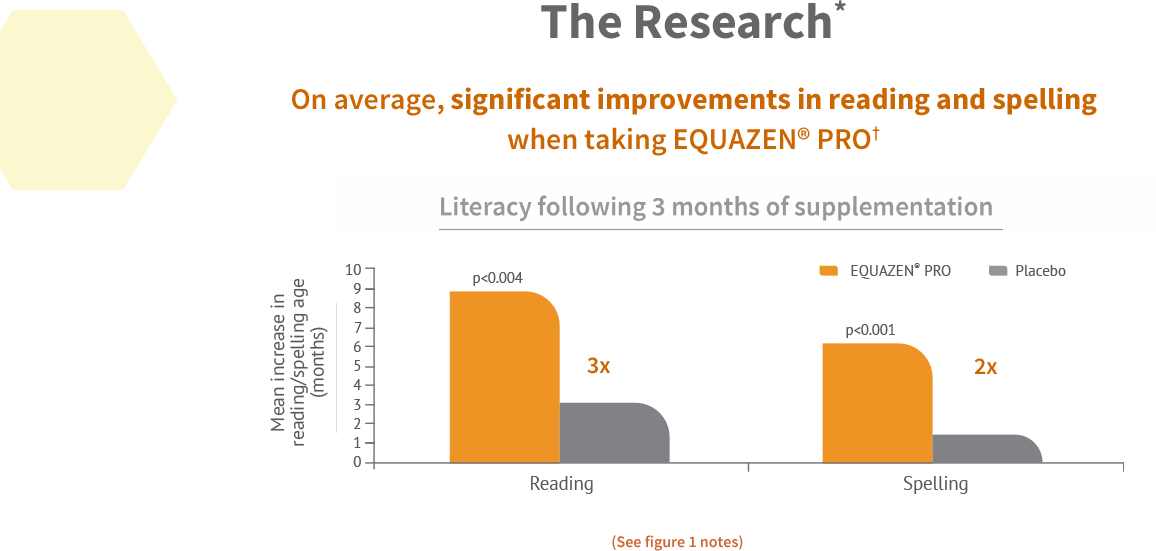 The Research*
On average, significant improvements in reading and spelling
when taking EQUAZEN® PRO†
Literacy following 3 months of supplementation
Mean increase in
reading/spelling age
(months)
10
9
8
7
6
5
4
3
2
1
0
p<0.004
3x
EQUAZEN® PRO
Placebo
p<0.001
2x
Reading
Spelling
(See figure 1 notes)